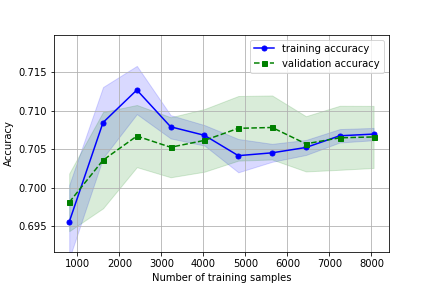 training accuracy
validation accuracy
0.715
0.710
0.705
0.700
0.695
Accuracy
1000 2000 3000 4000 5000 6000 7000 8000
Number of training samples